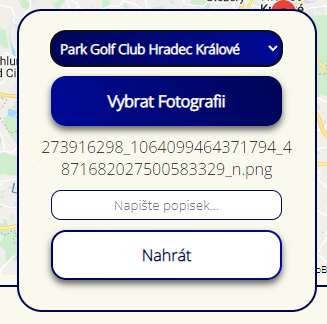 Park Golf Club Hradec Králové
Vybrat Fotografii
273916298_1064099464371794_4
871682027500583329_n.png
Napište popisek...
Nahrát